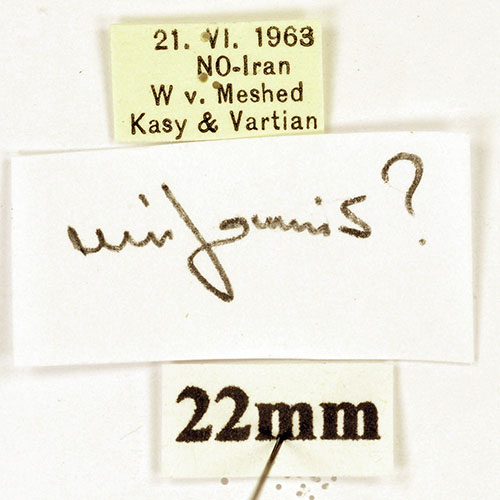 21. VI. 1963
NO-Iran
W v. Meshed
Kasy & Vartian
uniformis?
22mm